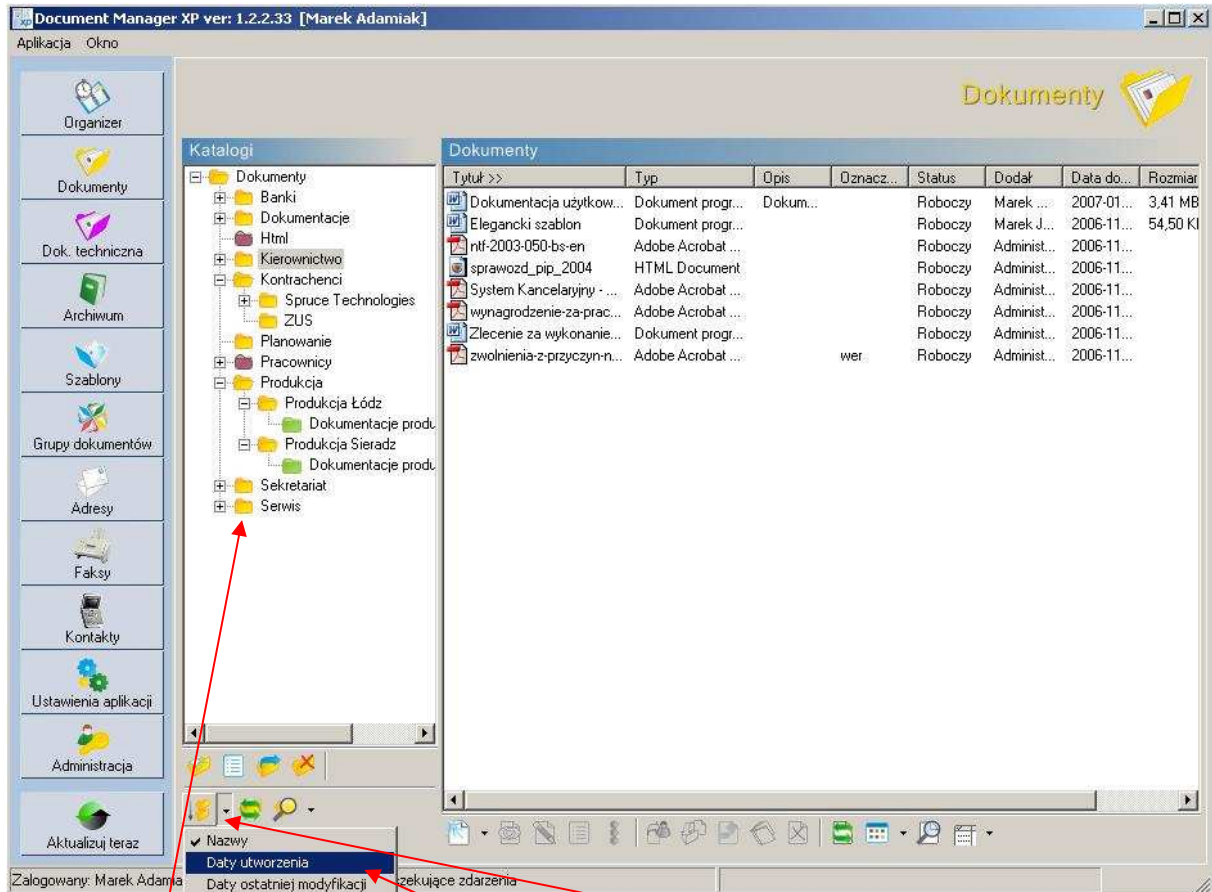 Document Manager XP ver: 1.2.2.33 [Marek Adamiak]
Aplikacja Okno
Dokumenty
Organizer
Dokumenty
Dok. techniczna
Archiwum
Szablony
Grupy dokumentów
Adresy
Faksy
Kontakty
Ustawienia aplikacji
Administracja
Aktualizuj teraz
Katalogi
Dokumenty
Banki
Dokumentacje
Html
Kierownictwo
Kontrachenci
Spruce Technologies
ZUS
Planowanie
Pracownicy
Produkcja
Produkcja Łódz
Dokumentacje produ
Produkcja Sieradz
Dokumentacje produ
Sekretariat
Serwis
Dokumenty
Tytuł >> Typ Opis Oznacz... Status Dodał Data do... Rozmiar
Dokumentacja użytkow... Dokument progr... Dokum... Roboczy Marek ... 2007-01... 3,41 MB
Elegancki szablon Dokument progr... Roboczy Marek J... 2006-11... 54,50 KI
ntf-2003-050-bs-en Adobe Acrobat ... Roboczy Administ... 2006-11...
sprawozd_pip_2004 HTML Document Roboczy Administ... 2006-11...
System Kancelaryjny - ... Adobe Acrobat ... Roboczy Administ... 2006-11...
wynagrodzenie-za-prac... Adobe Acrobat ... Roboczy Administ... 2006-11...
Zlecenie za wykonanie... Dokument progr... Roboczy Administ... 2006-11...
zwolnienia-z-przyczyn-n... Adobe Acrobat ... wer Roboczy Administ... 2006-11...
Nazwy
Daty utworzenia
Daty ostatniej modyfikacji
Zalogowany: Marek Adamia zekujące zdarzenia